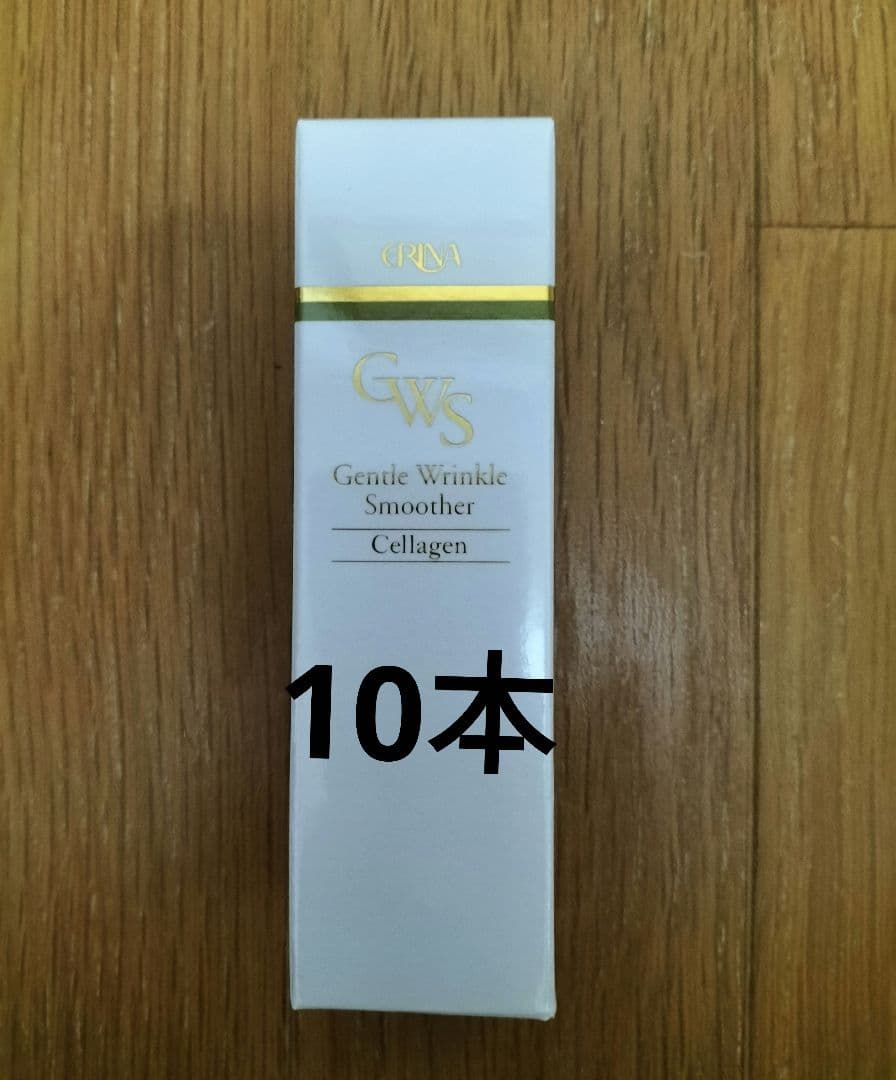 ERINA
GWS
Gentle Wrinkle
Smoother
Cellagen
10本